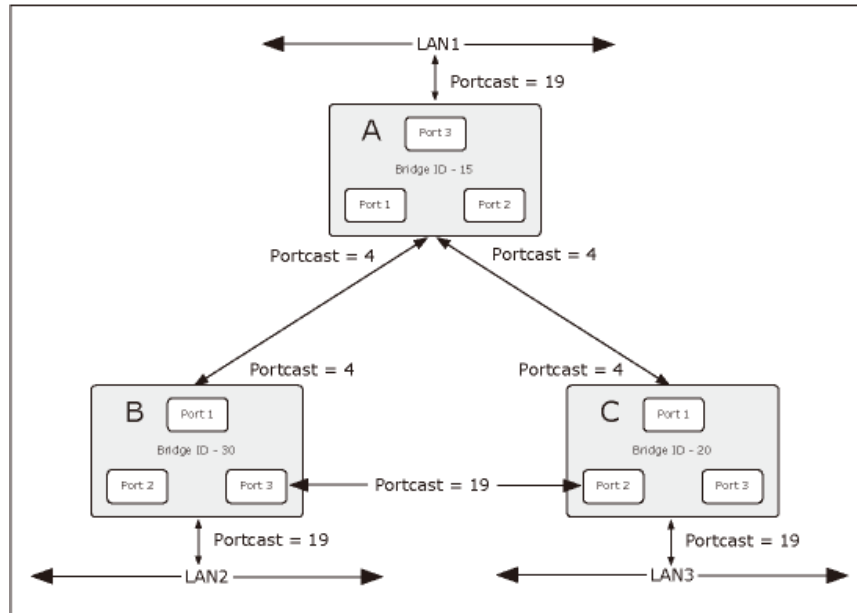 LAN1
Portcast = 19
A
Port 3
Bridge ID - 15
Port 1
Port 2
Portcast = 4
Portcast = 4
Portcast = 4
Portcast = 4
B
Port 1
Bridge ID - 30
Port 2
Port 3
C
Port 1
Bridge ID - 20
Port 2
Port 3
Portcast = 19
Portcast = 19
Portcast = 19
LAN2
LAN3